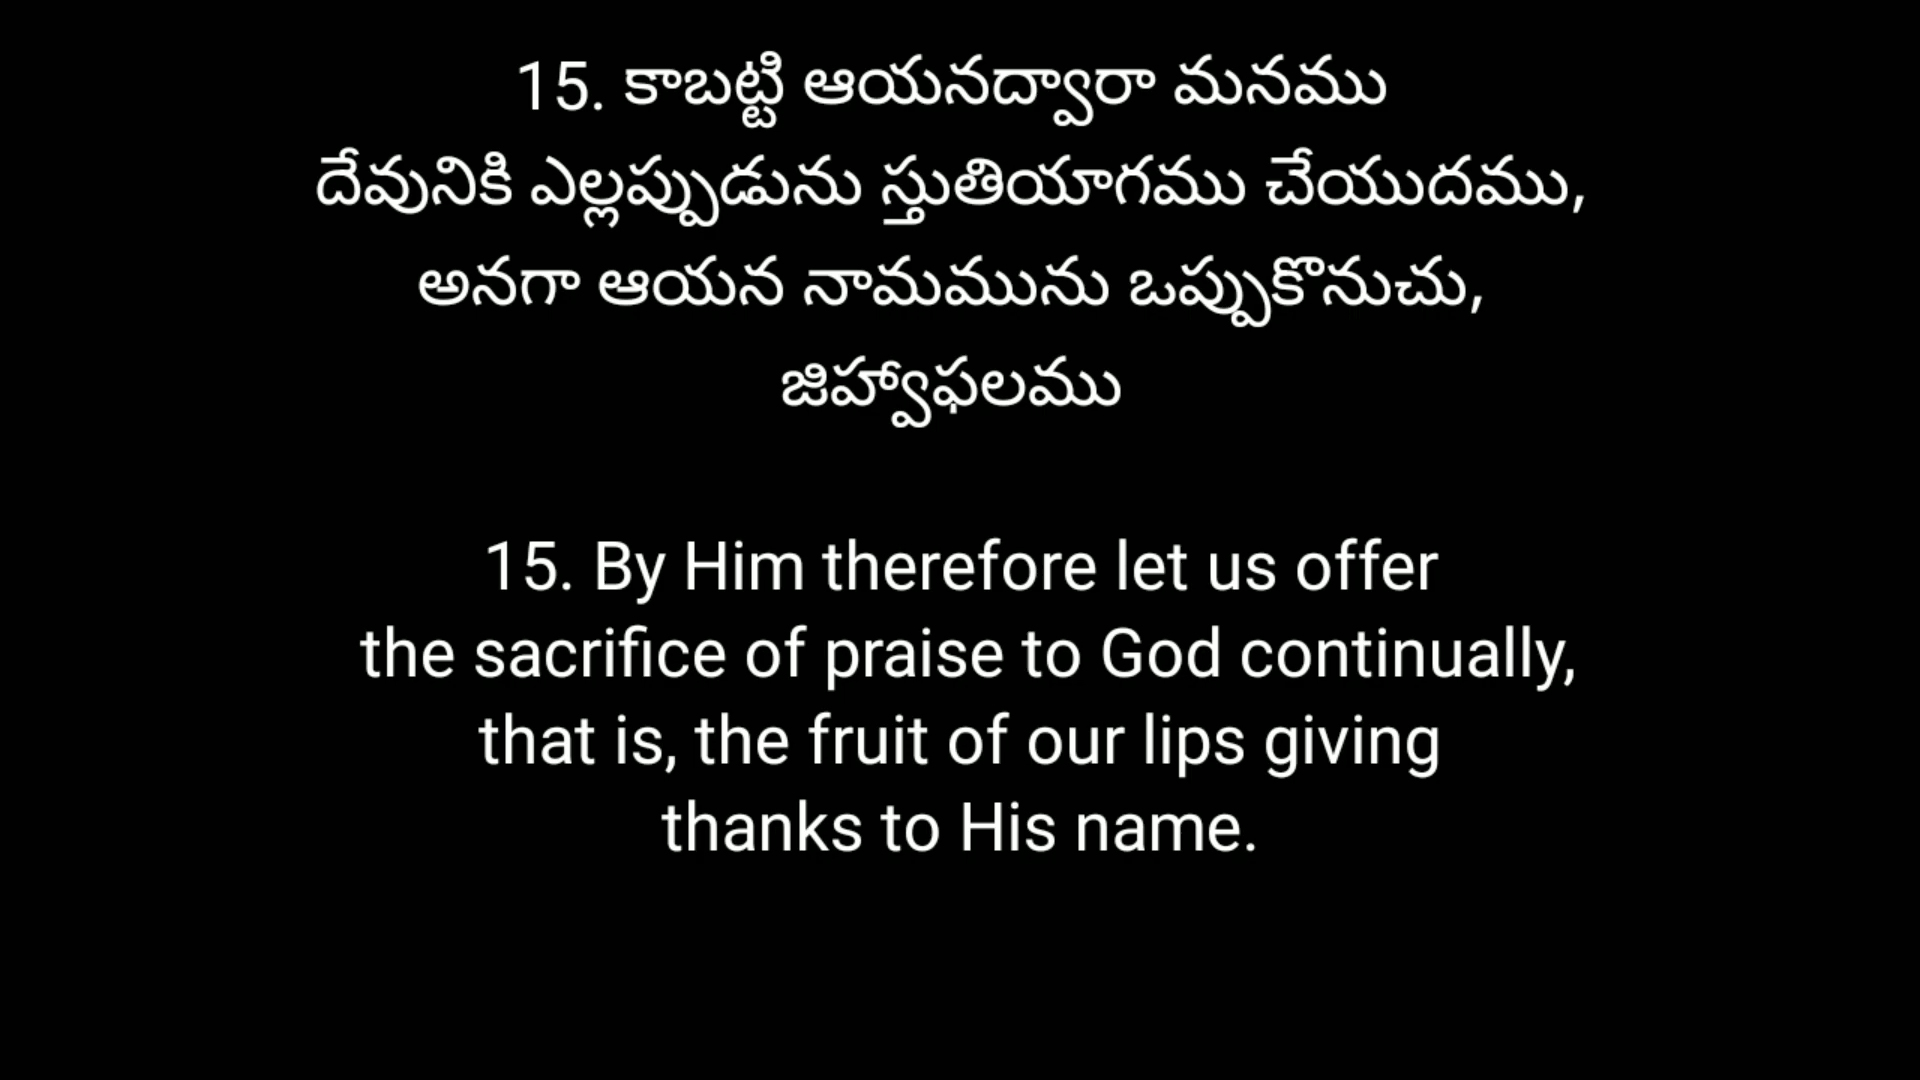 15. కాబట్టి ఆయనద్వారా మనము
దేవునికి ఎల్లప్పుడును స్తుతియాగము చేయుదము,
అనగా ఆయన నామమును ఒప్పుకొనుచు,
జిహ్వాఫలము
15. By Him therefore let us offer
the sacrifice of praise to God continually,
that is, the fruit of our lips giving
thanks to His name.